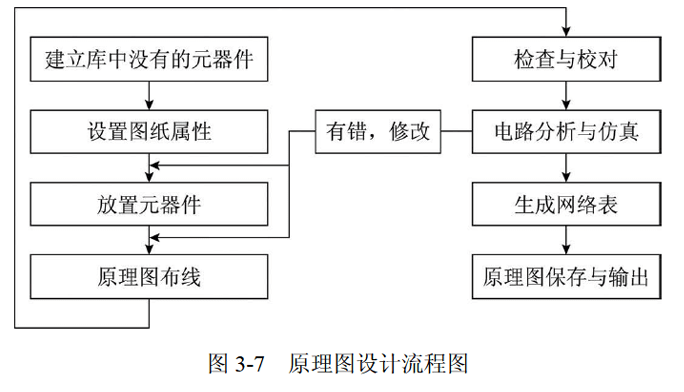 建立库中没有的元器件
设置图纸属性
放置元器件
原理图布线
检查与校对
有错，修改
电路分析与仿真
生成网络表
原理图保存与输出
图 3-7 原理图设计流程图